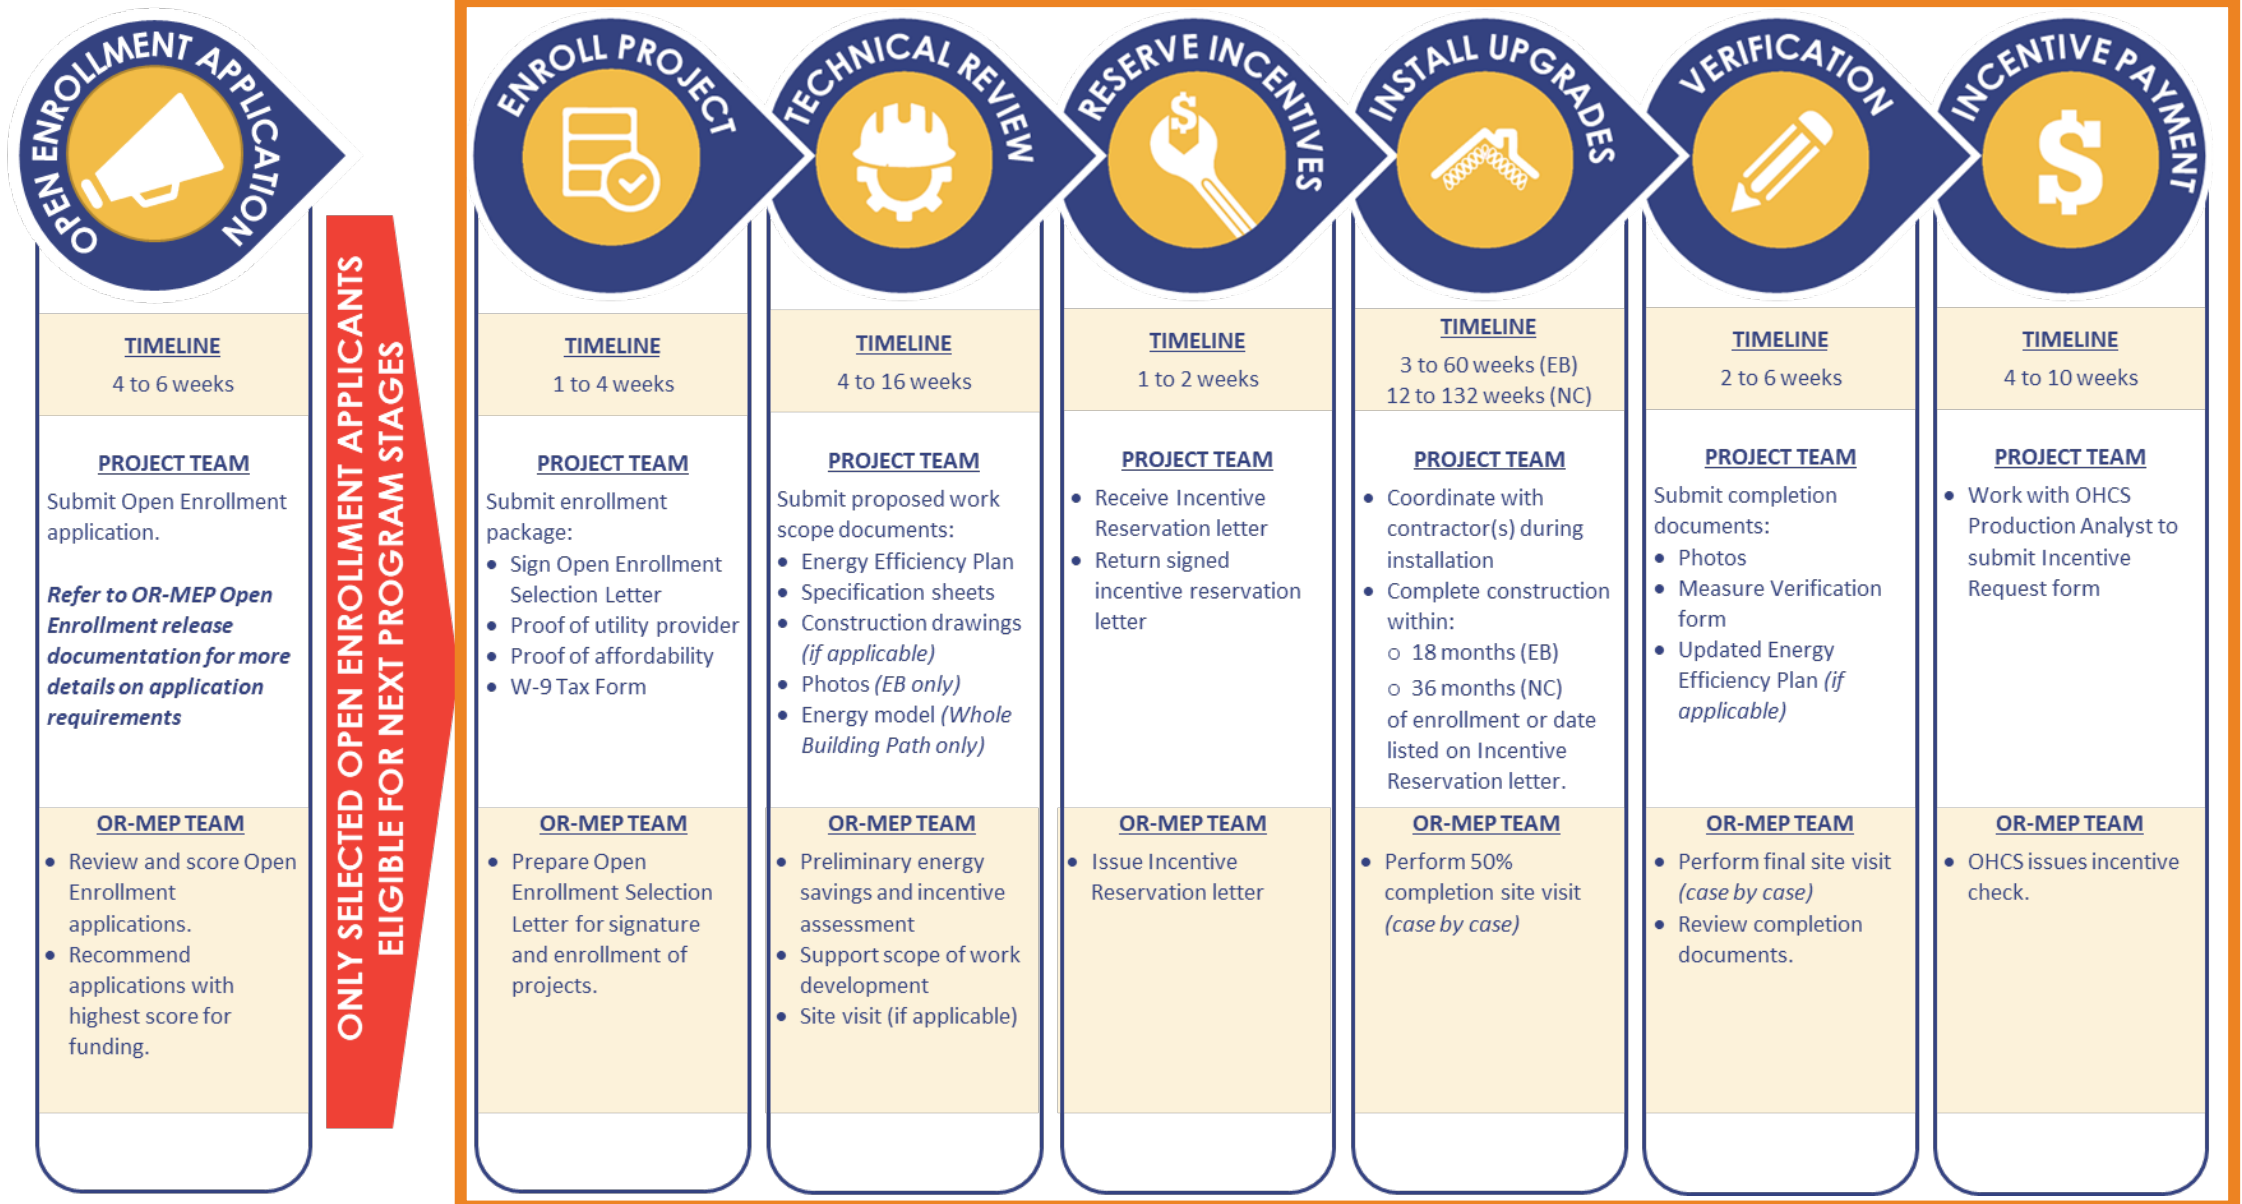 OPEN ENROLLMENT APPLICATION
TIMELINE
4 to 6 weeks
PROJECT TEAM
Submit Open Enrollment
application.
Refer to OR-MEP Open
Enrollment release
documentation for more
details on application
requirements
OR-MEP TEAM
• Review and score Open
Enrollment
applications.
• Recommend
applications with
highest score for
funding.
ONLY SELECTED OPEN ENROLLMENT APPLICANTS
ELIGIBLE FOR NEXT PROGRAM STAGES
ENROLL PROJECT
TIMELINE
1 to 4 weeks
PROJECT TEAM
Submit enrollment
package:
• Sign Open Enrollment
Selection Letter
• Proof of utility provider
• Proof of affordability
• W-9 Tax Form
OR-MEP TEAM
• Prepare Open
Enrollment Selection
Letter for signature
and enrollment of
projects.
TECHNICAL REVIEW
TIMELINE
4 to 16 weeks
PROJECT TEAM
Submit proposed work
scope documents:
• Energy Efficiency Plan
• Specification sheets
• Construction drawings
(if applicable)
• Photos (EB only)
• Energy model (Whole
Building Path only)
OR-MEP TEAM
• Preliminary energy
savings and incentive
assessment
• Support scope of work
development
• Site visit (if applicable)
RESERVE INCENTIVES
$
TIMELINE
1 to 2 weeks
PROJECT TEAM
• Receive Incentive
Reservation letter
• Return signed
incentive reservation
letter
OR-MEP TEAM
• Issue Incentive
Reservation letter
INSTALL UPGRADES
TIMELINE
3 to 60 weeks (EB)
12 to 132 weeks (NC)
PROJECT TEAM
• Coordinate with
contractor(s) during
installation
• Complete construction
within:
o 18 months (EB)
o 36 months (NC)
of enrollment or date
listed on Incentive
Reservation letter.
OR-MEP TEAM
• Perform 50%
completion site visit
(case by case)
VERIFICATION
TIMELINE
2 to 6 weeks
PROJECT TEAM
Submit completion
documents:
• Photos
• Measure Verification
form
• Updated Energy
Efficiency Plan (if
applicable)
OR-MEP TEAM
• Perform final site visit
(case by case)
• Review completion
documents.
INCENTIVE PAYMENT
$
TIMELINE
4 to 10 weeks
PROJECT TEAM
• Work with OHCS
Production Analyst to
submit Incentive
Request form
OR-MEP TEAM
• OHCS issues incentive
check.